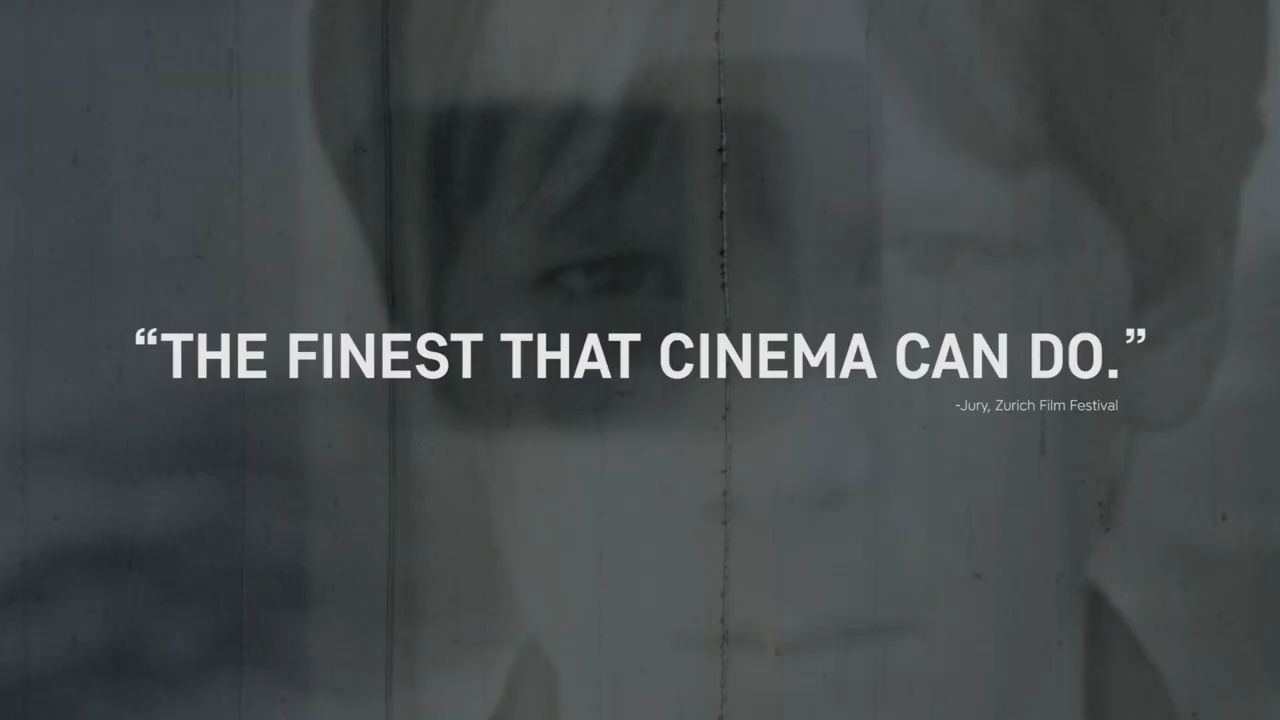 “THE FINEST THAT CINEMA CAN DO.”
-Jury, Zurich Film Festival